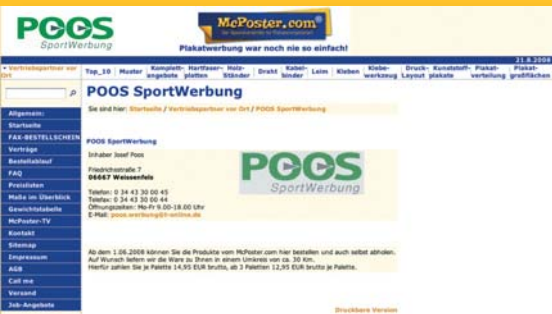 POOS
SportWerbung
McPoster.com®
Plakatwerbung war noch nie so einfach!
21.8.2008
Vertriebspartner vor Ort
Top_10 | Muster | Komplett-angebote | Hartfaser-platten | Holz-Ständer | Draht | Kabel-binder | Leim | Kleben | Klebe-werkzeug | Druck-Layout | Kunststoff-plakate | Plakat-verteilung | Plakat-großflächen
POOS SportWerbung
Sie sind hier: Startseite / Vertriebspartner vor Ort / POOS SportWerbung
Allgemein:
Startseite
FAX-BESTELLSCHEIN
Verträge
Bestellablauf
FAQ
Preislisten
Maße im Überblick
Gewichtstabelle
McPoster-TV
Kontakt
Sitemap
Impressum
AGB
Call me
Versand
Job-Angebote
POOS SportWerbung
Inhaber Josef Poos
Friedrichstraße 7
06667 Weissenfels
Telefon: 0 34 43 30 00 45
Telefax: 0 34 43 30 00 44
Öffnungszeiten: Mo-Fr 9.00-18.00 Uhr
E-Mail: poos.werbung@t-online.de
POOS
SportWerbung
Ab dem 1.06.2008 können Sie die Produkte vom McPoster.com hier bestellen und auch selbst abholen.
Auf Wunsch liefern wir die Ware zu Ihnen in einem Umkreis von ca. 30 Km.
Hierfür zahlen Sie je Palette 14,95 EUR brutto, ab 3 Paletten 12,95 EUR brutto je Palette.
Druckbare Version